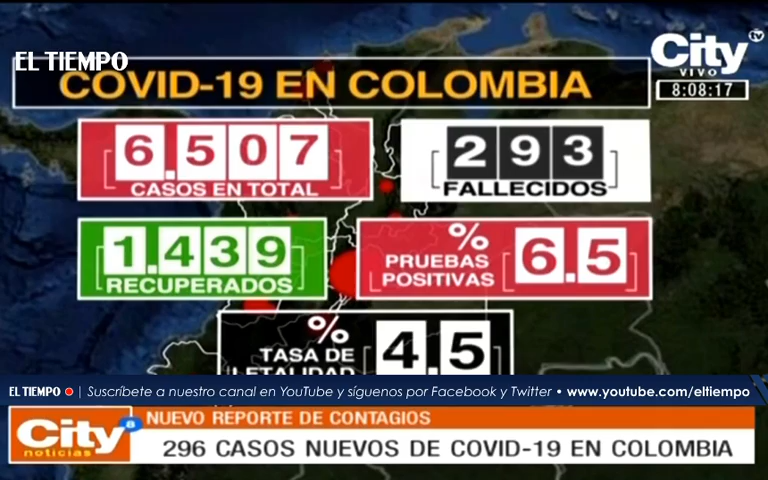 EL TIEMPO
City tv
VIVO
8:08:17
COVID-19 EN COLOMBIA
6.507
CASOS EN TOTAL
293
FALLECIDOS
1.439
RECUPERADOS
%
PRUEBAS
POSITIVAS
6.5
%
TASA DE
LETALIDAD
4.5
EL TIEMPO | Suscríbete a nuestro canal en YouTube y síguenos por Facebook y Twitter • www.youtube.com/eltiempo
City 8
noticias
NUEVO REPORTE DE CONTAGIOS
296 CASOS NUEVOS DE COVID-19 EN COLOMBIA